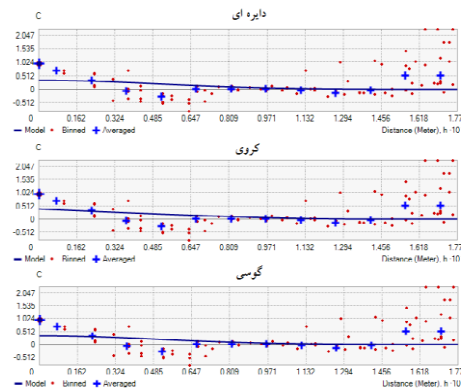 دایره ای
C
2.047
1.535
1.024
0.512
0
-0.512
0 0.162 0.324 0.485 0.647 0.809 0.971 1.132 1.294 1.456 1.618 1.77
Model Binned Averaged Distance (Meter), h ·10
کروی
C
2.047
1.535
1.024
0.512
0
-0.512
0 0.162 0.324 0.485 0.647 0.809 0.971 1.132 1.294 1.456 1.618 1.77
Model Binned Averaged Distance (Meter), h ·10
گوسی
C
2.047
1.535
1.024
0.512
0
-0.512
0 0.162 0.324 0.485 0.647 0.809 0.971 1.132 1.294 1.456 1.618 1.77
Model Binned Averaged Distance (Meter), h ·10